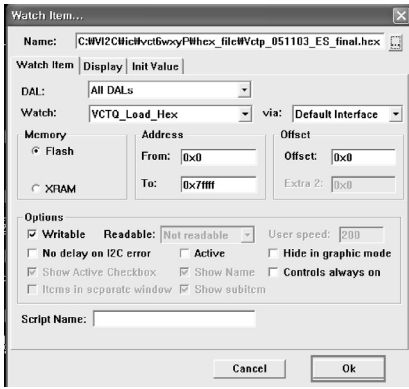 Watch Item...
Name: C:₩VI2C₩ic₩vct6wxyP₩hex_file₩Vctp_051103_ES_final.hex ...
Watch Item Display Init Value
DAL: All DALs
Watch: VCTQ_Load_Hex via: Default Interface
Memory Address Offset
Flash From: 0x0 Offset: 0x0
XRAM To: 0x7ffff Extra 2: 0x0
Options
Writable Readable: Not readable User speed: 200
No delay on I2C error Active Hide in graphic mode
Show Active Checkbox Show Name Controls always on
Items in separate window Show subitem
Script Name:
Cancel Ok